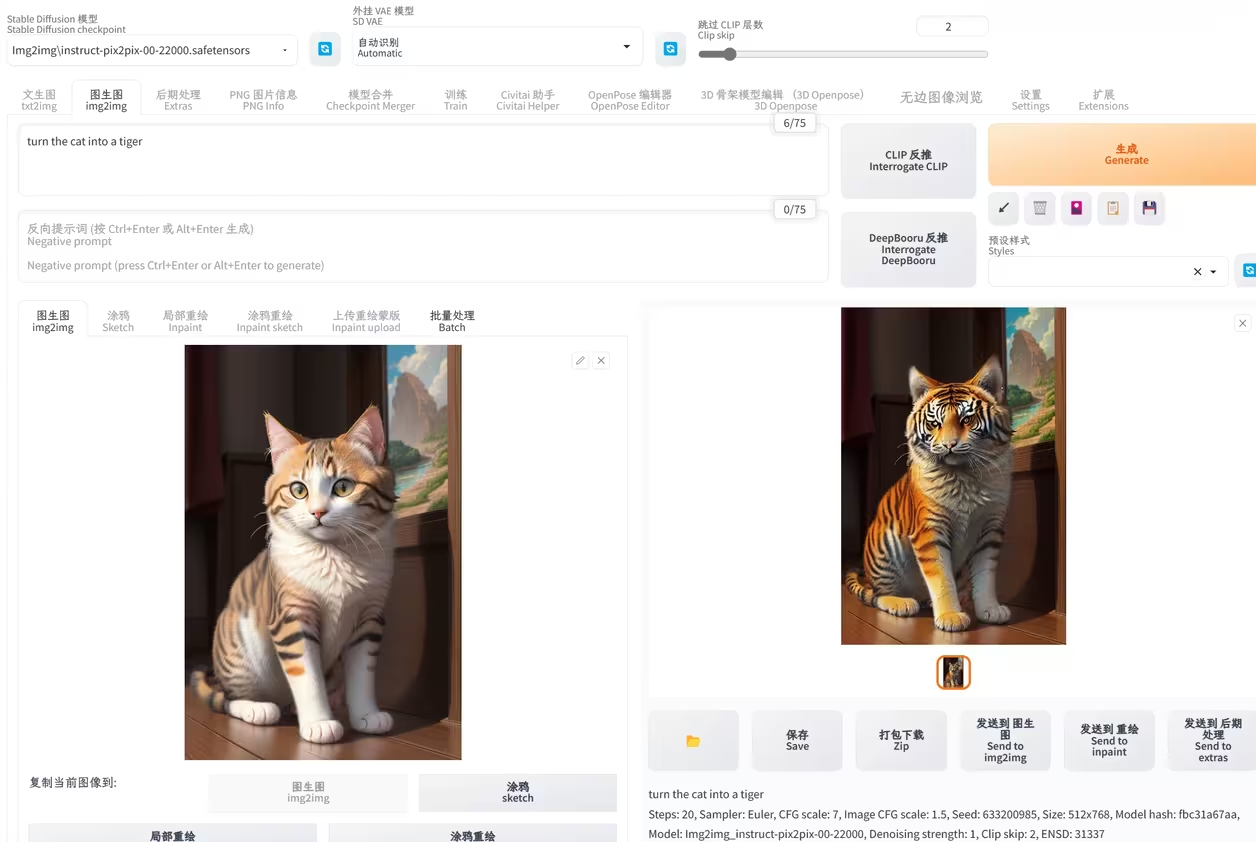 Stable Diffusion 模型
Stable Diffusion checkpoint
Img2img\instruct-pix2pix-00-22000.safetensors
外挂 VAE 模型
SD VAE
自动识别
Automatic
跳过 CLIP 层数
Clip skip
2
文生图
txt2img
图生图
img2img
后期处理
Extras
PNG 图片信息
PNG Info
模型合并
Checkpoint Merger
训练
Train
Civitai 助手
Civitai Helper
OpenPose 编辑器
OpenPose Editor
3D 骨架模型编辑 (3D Openpose)
3D Openpose
无边图像浏览
设置
Settings
扩展
Extensions
6/75
turn the cat into a tiger
0/75
反向提示词 (按 Ctrl+Enter 或 Alt+Enter 生成)
Negative prompt
Negative prompt (press Ctrl+Enter or Alt+Enter to generate)
CLIP 反推
Interrogate CLIP
DeepBooru 反推
Interrogate
DeepBooru
生成
Generate
预设样式
Styles
图生图
img2img
涂鸦
Sketch
局部重绘
Inpaint
涂鸦重绘
Inpaint sketch
上传重绘蒙版
Inpaint upload
批量处理
Batch
复制当前图像到:
图生图
img2img
涂鸦
sketch
局部重绘
涂鸦重绘
保存
Save
打包下载
Zip
发送到 图生
图
Send to
img2img
发送到 重绘
Send to
inpaint
发送到 后期
处理
Send to
extras
turn the cat into a tiger
Steps: 20, Sampler: Euler, CFG scale: 7, Image CFG scale: 1.5, Seed: 633200985, Size: 512x768, Model hash: fbc31a67aa,
Model: Img2img_instruct-pix2pix-00-22000, Denoising strength: 1, Clip skip: 2, ENSD: 31337